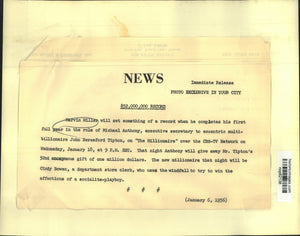 NEWS
Immediate Release
PHOTO EXCLUSIVE IN YOUR CITY
$52,000,000 RECORD
Marvin Miller will set something of a record when he completes his first
full year in the role of Michael Anthony, executive secretary to eccentric multi-
billionaire John Beresford Tipton, on "The Millionaire" over the CBS-TV Network on
Wednesday, January 18, at 9 P.M. EST. That night Anthony will give away Mr. Tipton's
52nd anonymous gift of one million dollars. The new millionaire that night will be
Cindy Bowen, a department store clerk, who uses the windfall to try to win the
affections of a socialite-playboy.
# # #
(January 6, 1956)